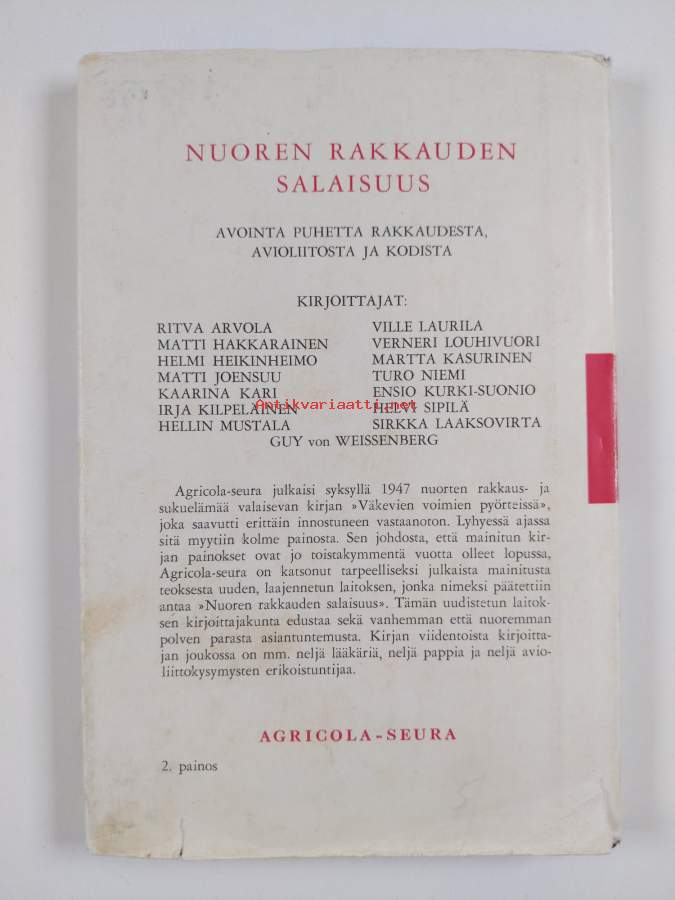 NUOREN RAKKAUDEN
SALAISUUS
AVOINTA PUHETTA RAKKAUDESTA,
AVIOLIITOSTA JA KODISTA
KIRJOITTAJAT:
RITVA ARVOLA
MATTI HAKKARAINEN
HELMI HEIKINHEIMO
MATTI JOENSUU
KAARINA KARI
IRJA KILPELÄINEN
HELLIN MUSTALA
VILLE LAURILA
VERNERI LOUHIVUORI
MARTTA KASURINEN
TURO NIEMI
ENSIO KURKI-SUONIO
HELVI SIPILÄ
SIRKKA LAAKSOVIRTA
GUY von WEISSENBERG
Antikvariaatti.net
Agricola-seura julkaisi syksyllä 1947 nuorten rakkaus- ja
sukuelämää valaisevan kirjan »Väkevien voimien pyörteissä»,
joka saavutti erittäin innostuneen vastaanoton. Lyhyessä ajassa
sitä myytiin kolme painosta. Sen johdosta, että mainitun kir-
jan painokset ovat jo toistakymmentä vuotta olleet lopussa,
Agricola-seura on katsonut tarpeelliseksi julkaista mainitusta
teoksesta uuden, laajennetun laitoksen, jonka nimeksi päätettiin
antaa »Nuoren rakkauden salaisuus». Tämän uudistetun laitok-
sen kirjoittajakunta edustaa sekä vanhemman että nuoremman
polven parasta asiantuntemusta. Kirjan viidentoista kirjoitta-
jan joukossa on mm. neljä lääkäriä, neljä pappia ja neljä avio-
liittokysymysten erikoistuntijaa.
AGRICOLA-SEURA
2. painos
5